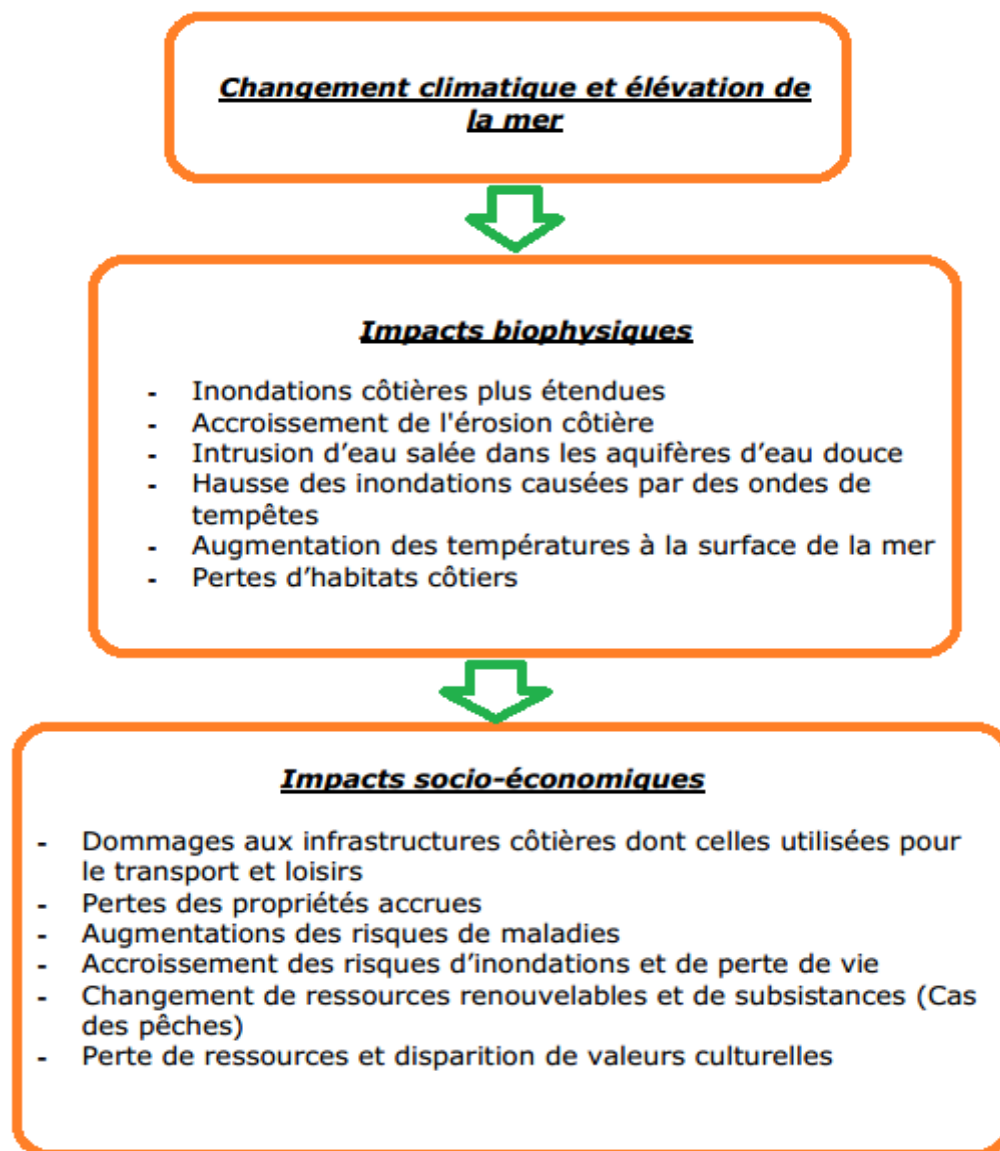 Changement climatique et élévation de
la mer
Impacts biophysiques
- Inondations côtières plus étendues
- Accroissement de l'érosion côtière
- Intrusion d’eau salée dans les aquifères d’eau douce
- Hausse des inondations causées par des ondes de
tempêtes
- Augmentation des températures à la surface de la mer
- Pertes d’habitats côtiers
Impacts socio-économiques
- Dommages aux infrastructures côtières dont celles utilisées pour
le transport et loisirs
- Pertes des propriétés accrues
- Augmentations des risques de maladies
- Accroissement des risques d’inondations et de perte de vie
- Changement de ressources renouvelables et de subsistances (Cas
des pêches)
- Perte de ressources et disparition de valeurs culturelles